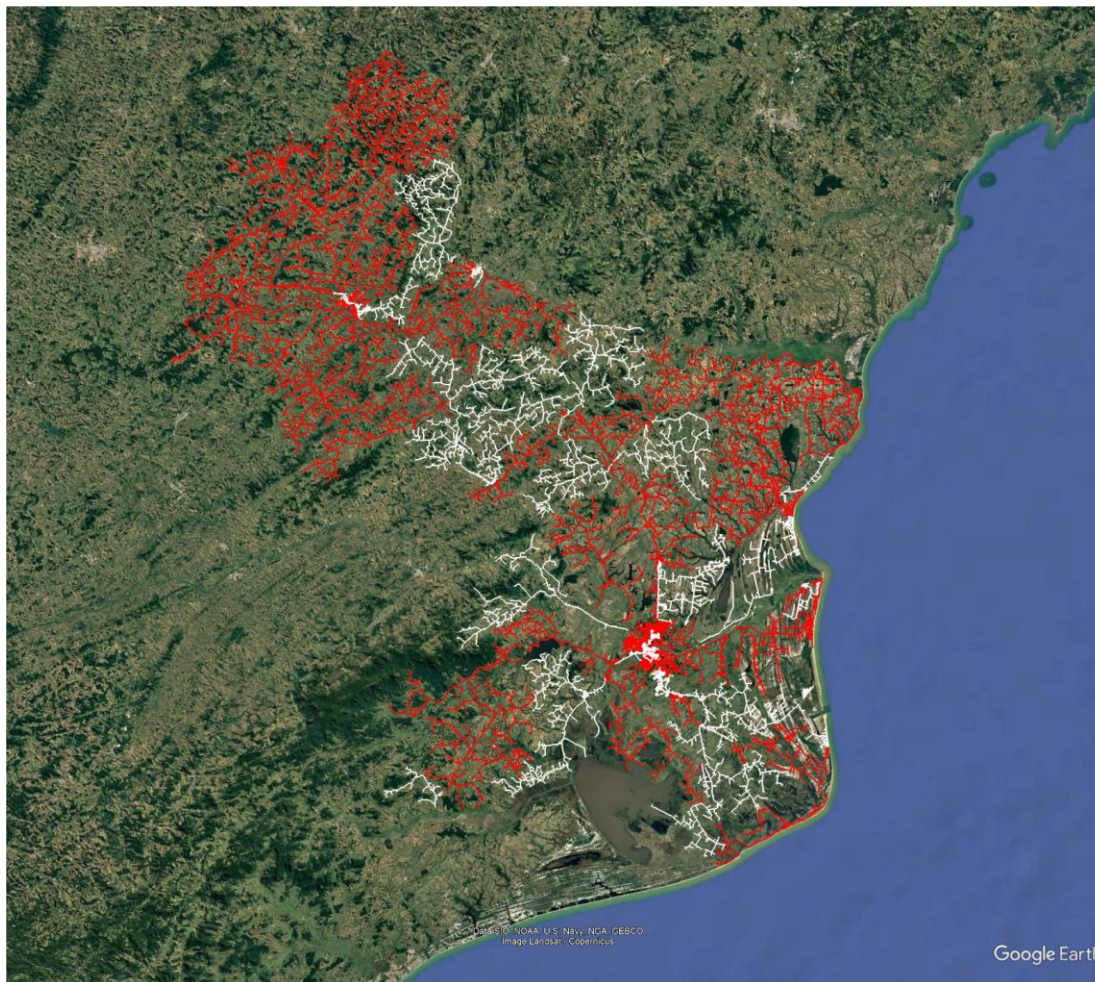 Data SIO, NOAA, U.S. Navy, NGA, GEBCO
Image Landsat / Copernicus
Google Earth